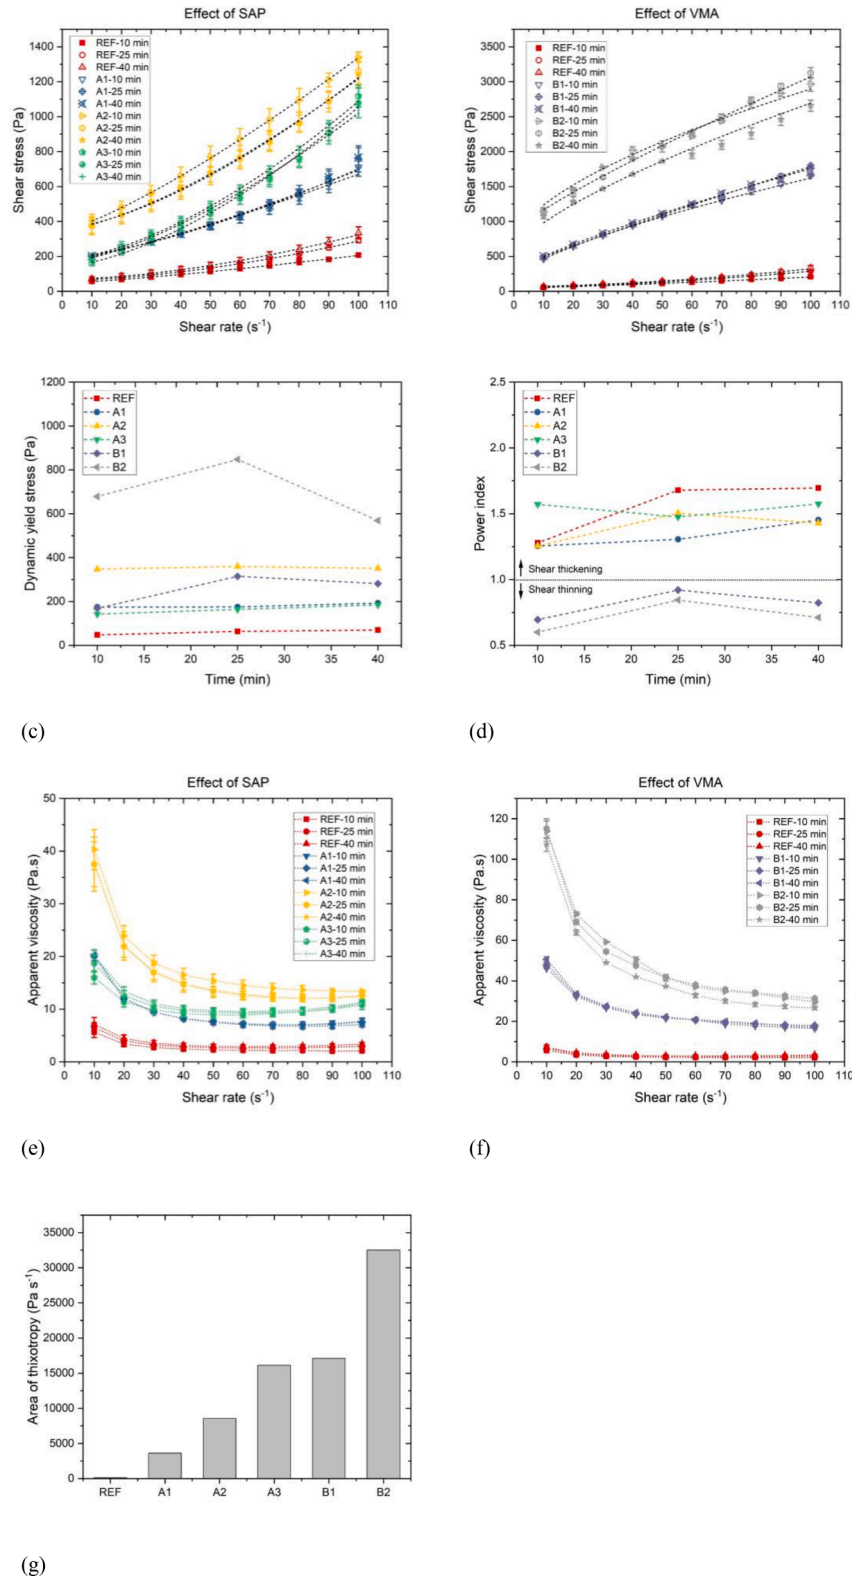 Effect of SAP
Shear stress (Pa)
1400
1200
1000
800
600
400
200
0
REF-10 min
REF-25 min
REF-40 min
A1-10 min
A1-25 min
A1-40 min
A2-10 min
A2-25 min
A2-40 min
A3-10 min
A3-25 min
A3-40 min
0 10 20 30 40 50 60 70 80 90 100 110
Shear rate (s⁻¹)
Effect of VMA
Shear stress (Pa)
3500
3000
2500
2000
1500
1000
500
0
REF-10 min
REF-25 min
REF-40 min
B1-10 min
B1-25 min
B1-40 min
B2-10 min
B2-25 min
B2-40 min
0 10 20 30 40 50 60 70 80 90 100 110
Shear rate (s⁻¹)
Dynamic yield stress (Pa)
1200
1000
800
600
400
200
0
REF
A1
A2
A3
B1
B2
10 15 20 25 30 35 40
Time (min)
Power index
2.5
2.0
1.5
1.0
0.5
REF
A1
A2
A3
B1
B2
Shear thickening
Shear thinning
10 15 20 25 30 35 40
Time (min)
(c)
(d)
Effect of SAP
Apparent viscosity (Pa.s)
50
40
30
20
10
0
REF-10 min
REF-25 min
REF-40 min
A1-10 min
A1-25 min
A1-40 min
A2-10 min
A2-25 min
A2-40 min
A3-10 min
A3-25 min
A3-40 min
0 10 20 30 40 50 60 70 80 90 100 110
Shear rate (s⁻¹)
Effect of VMA
Apparent viscosity (Pa.s)
120
100
80
60
40
20
0
REF-10 min
REF-25 min
REF-40 min
B1-10 min
B1-25 min
B1-40 min
B2-10 min
B2-25 min
B2-40 min
0 10 20 30 40 50 60 70 80 90 100 110
Shear rate (s⁻¹)
(e)
(f)
Area of thixotropy (Pa s⁻¹)
35000
30000
25000
20000
15000
10000
5000
0
REF A1 A2 A3 B1 B2
(g)